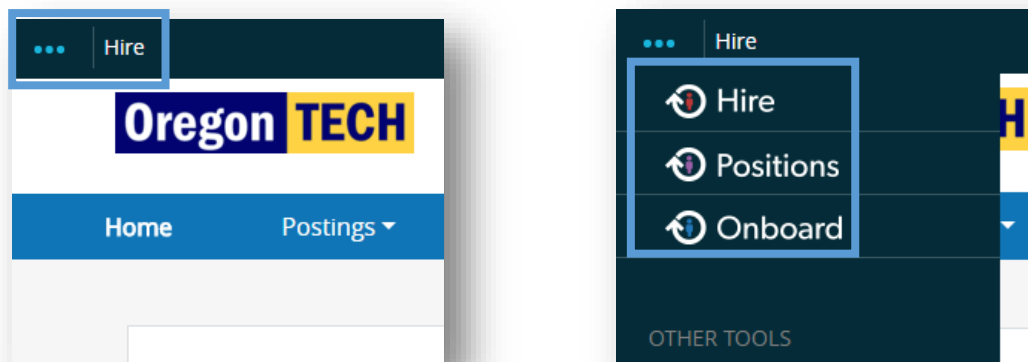 ••• Hire
Oregon TECH
Home Postings
••• Hire
Hire
Positions
Onboard
OTHER TOOLS
H